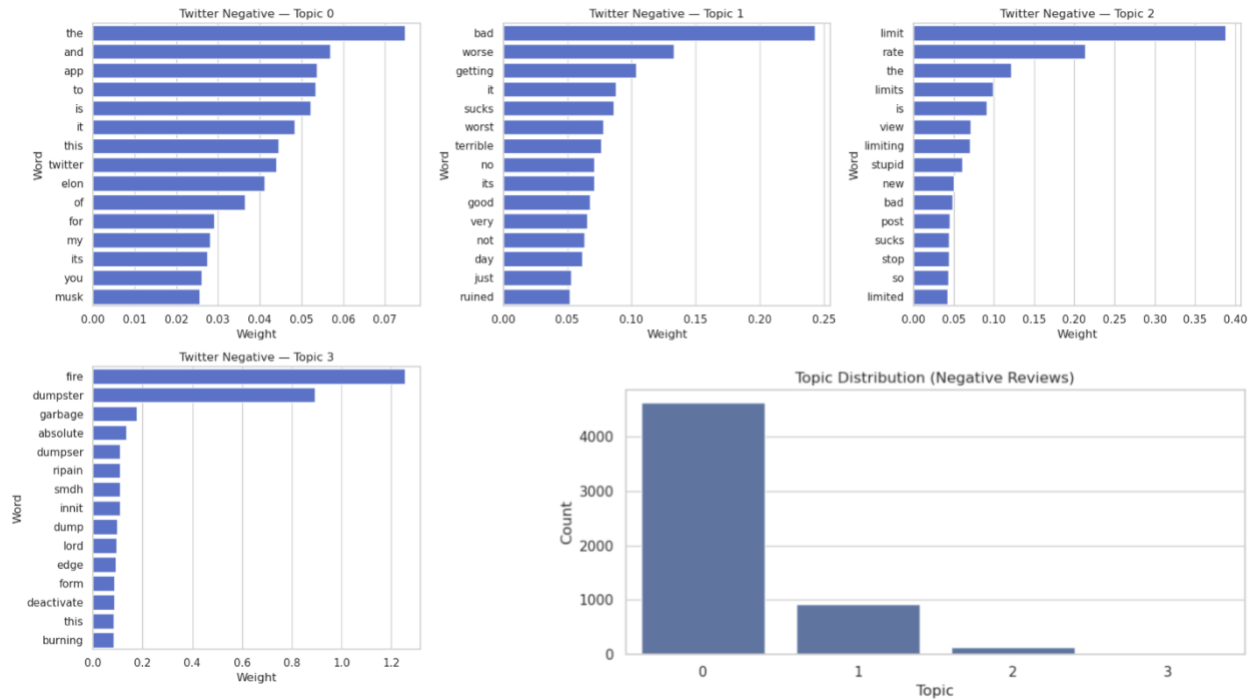 Twitter Negative — Topic 0
the
and
app
to
is
it
this
twitter
elon
of
for
my
its
you
musk
Word
0.00 0.01 0.02 0.03 0.04 0.05 0.06 0.07
Weight
Twitter Negative — Topic 1
bad
worse
getting
it
sucks
worst
terrible
no
its
good
very
not
day
just
ruined
Word
0.00 0.05 0.10 0.15 0.20 0.25
Weight
Twitter Negative — Topic 2
limit
rate
the
limits
is
view
limiting
stupid
new
bad
post
sucks
stop
so
limited
Word
0.00 0.05 0.10 0.15 0.20 0.25 0.30 0.35 0.40
Weight
Twitter Negative — Topic 3
fire
dumpster
garbage
absolute
dumpser
ripain
smdh
innit
dump
lord
edge
form
deactivate
this
burning
Word
0.0 0.2 0.4 0.6 0.8 1.0 1.2
Weight
Topic Distribution (Negative Reviews)
4000
3000
2000
1000
0
Count
0 1 2 3
Topic